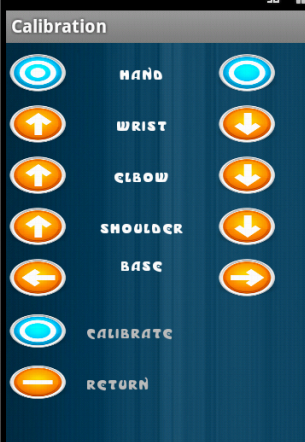 Calibration
HAND
WRIST
ELBOW
SHOULDER
BASE
CALIBRATE
RETURN